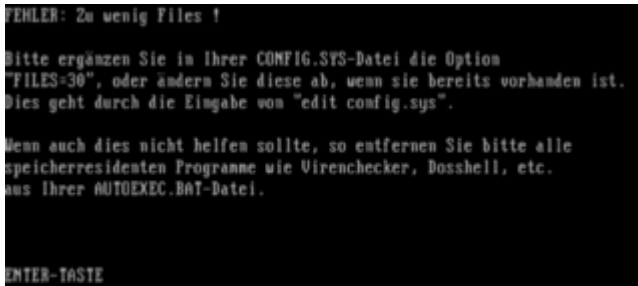 FEHLER: Zu wenig Files !
Bitte ergänzen Sie in Ihrer CONFIG.SYS-Datei die Option
"FILES=30", oder ändern Sie diese ab, wenn sie bereits vorhanden ist.
Dies geht durch die Eingabe von "edit config.sys".
Wenn auch dies nicht helfen sollte, so entfernen Sie bitte alle
speicherresidenten Programme wie Virenchecker, Dosshell, etc.
aus Ihrer AUTOEXEC.BAT-Datei.
ENTER-TASTE